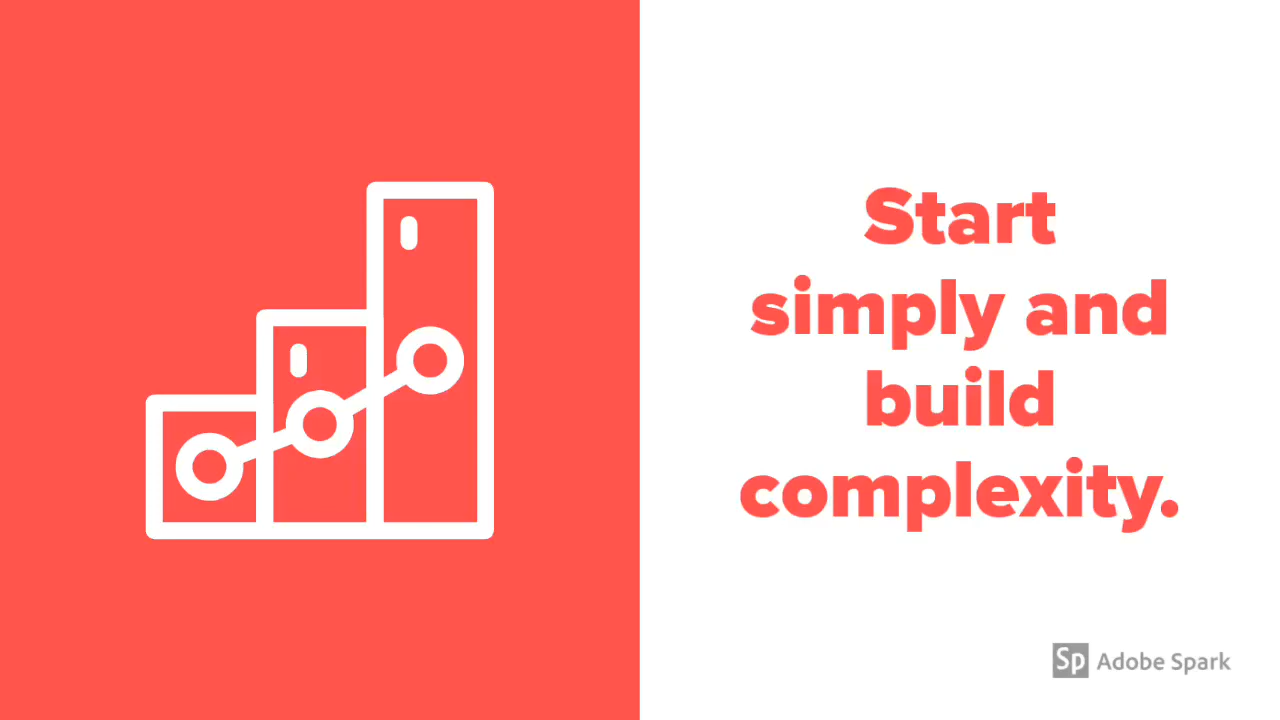 Start
simply and
build
complexity.
Sp Adobe Spark